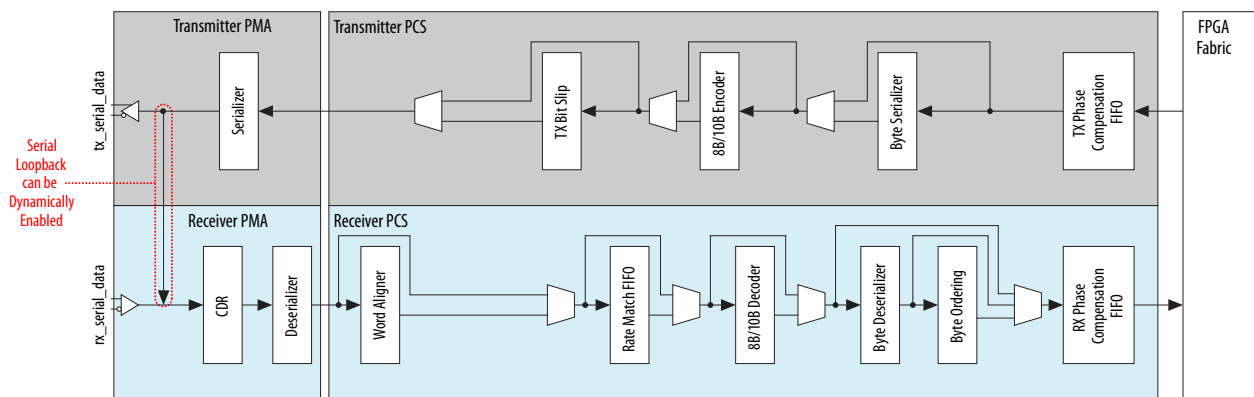 Transmitter PMA
Transmitter PCS
FPGA
Fabric
tx_serial_data
Serializer
TX Bit Slip
8B/10B Encoder
Byte Serializer
TX Phase
Compensation
FIFO
Serial
Loopback
can be
Dynamically
Enabled
Receiver PMA
Receiver PCS
rx_serial_data
CDR
Deserializer
Word Aligner
Rate Match FIFO
8B/10B Decoder
Byte Deserializer
Byte Ordering
RX Phase
Compensation
FIFO